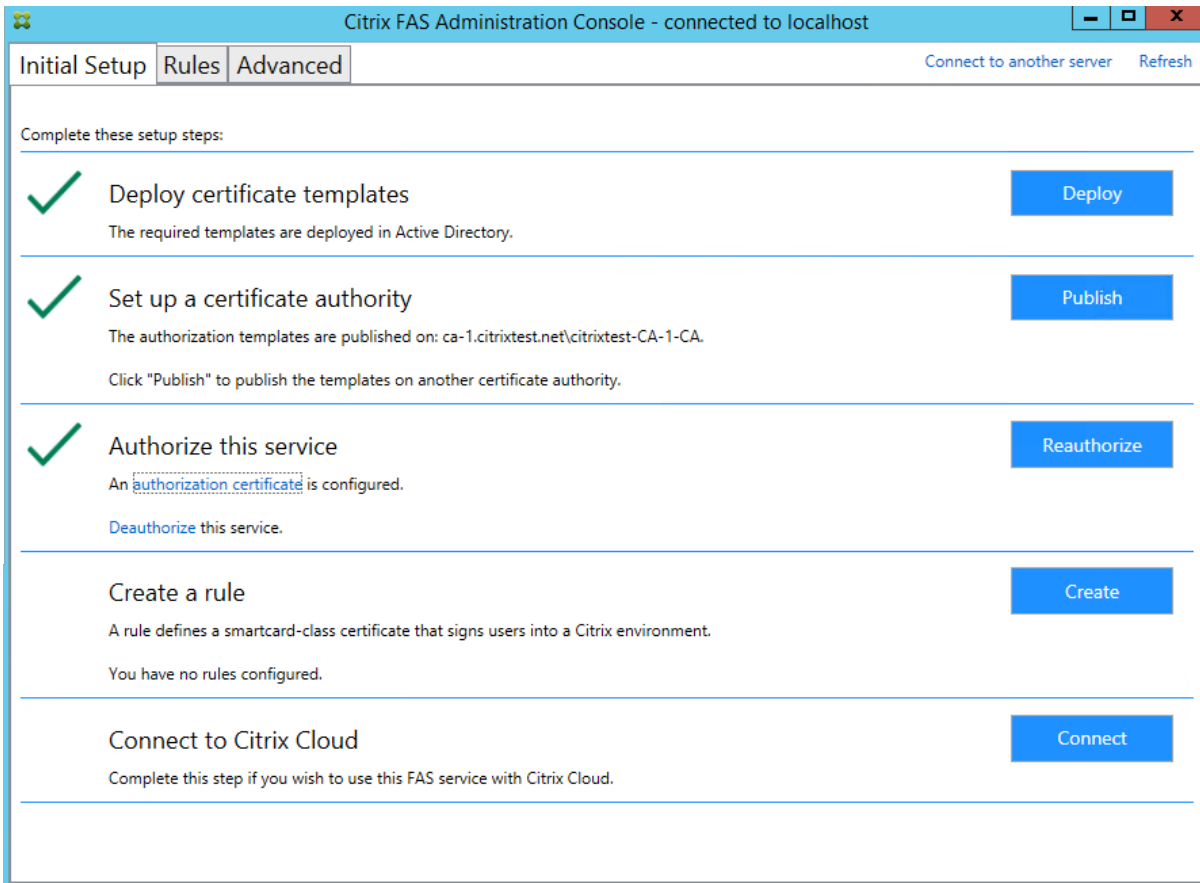 Citrix FAS Administration Console - connected to localhost
Initial Setup Rules Advanced Connect to another server Refresh
Complete these setup steps:
Deploy certificate templates Deploy
The required templates are deployed in Active Directory.
Set up a certificate authority Publish
The authorization templates are published on: ca-1.citrixtest.net\citrixtest-CA-1-CA.
Click "Publish" to publish the templates on another certificate authority.
Authorize this service Reauthorize
An authorization certificate is configured.
Deauthorize this service.
Create a rule Create
A rule defines a smartcard-class certificate that signs users into a Citrix environment.
You have no rules configured.
Connect to Citrix Cloud Connect
Complete this step if you wish to use this FAS service with Citrix Cloud.